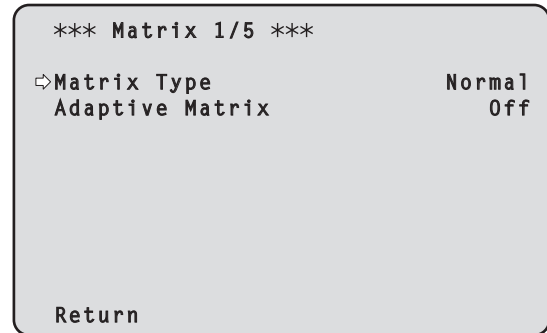 *** Matrix 1/5 ***
⇨Matrix Type Normal
Adaptive Matrix Off
Return